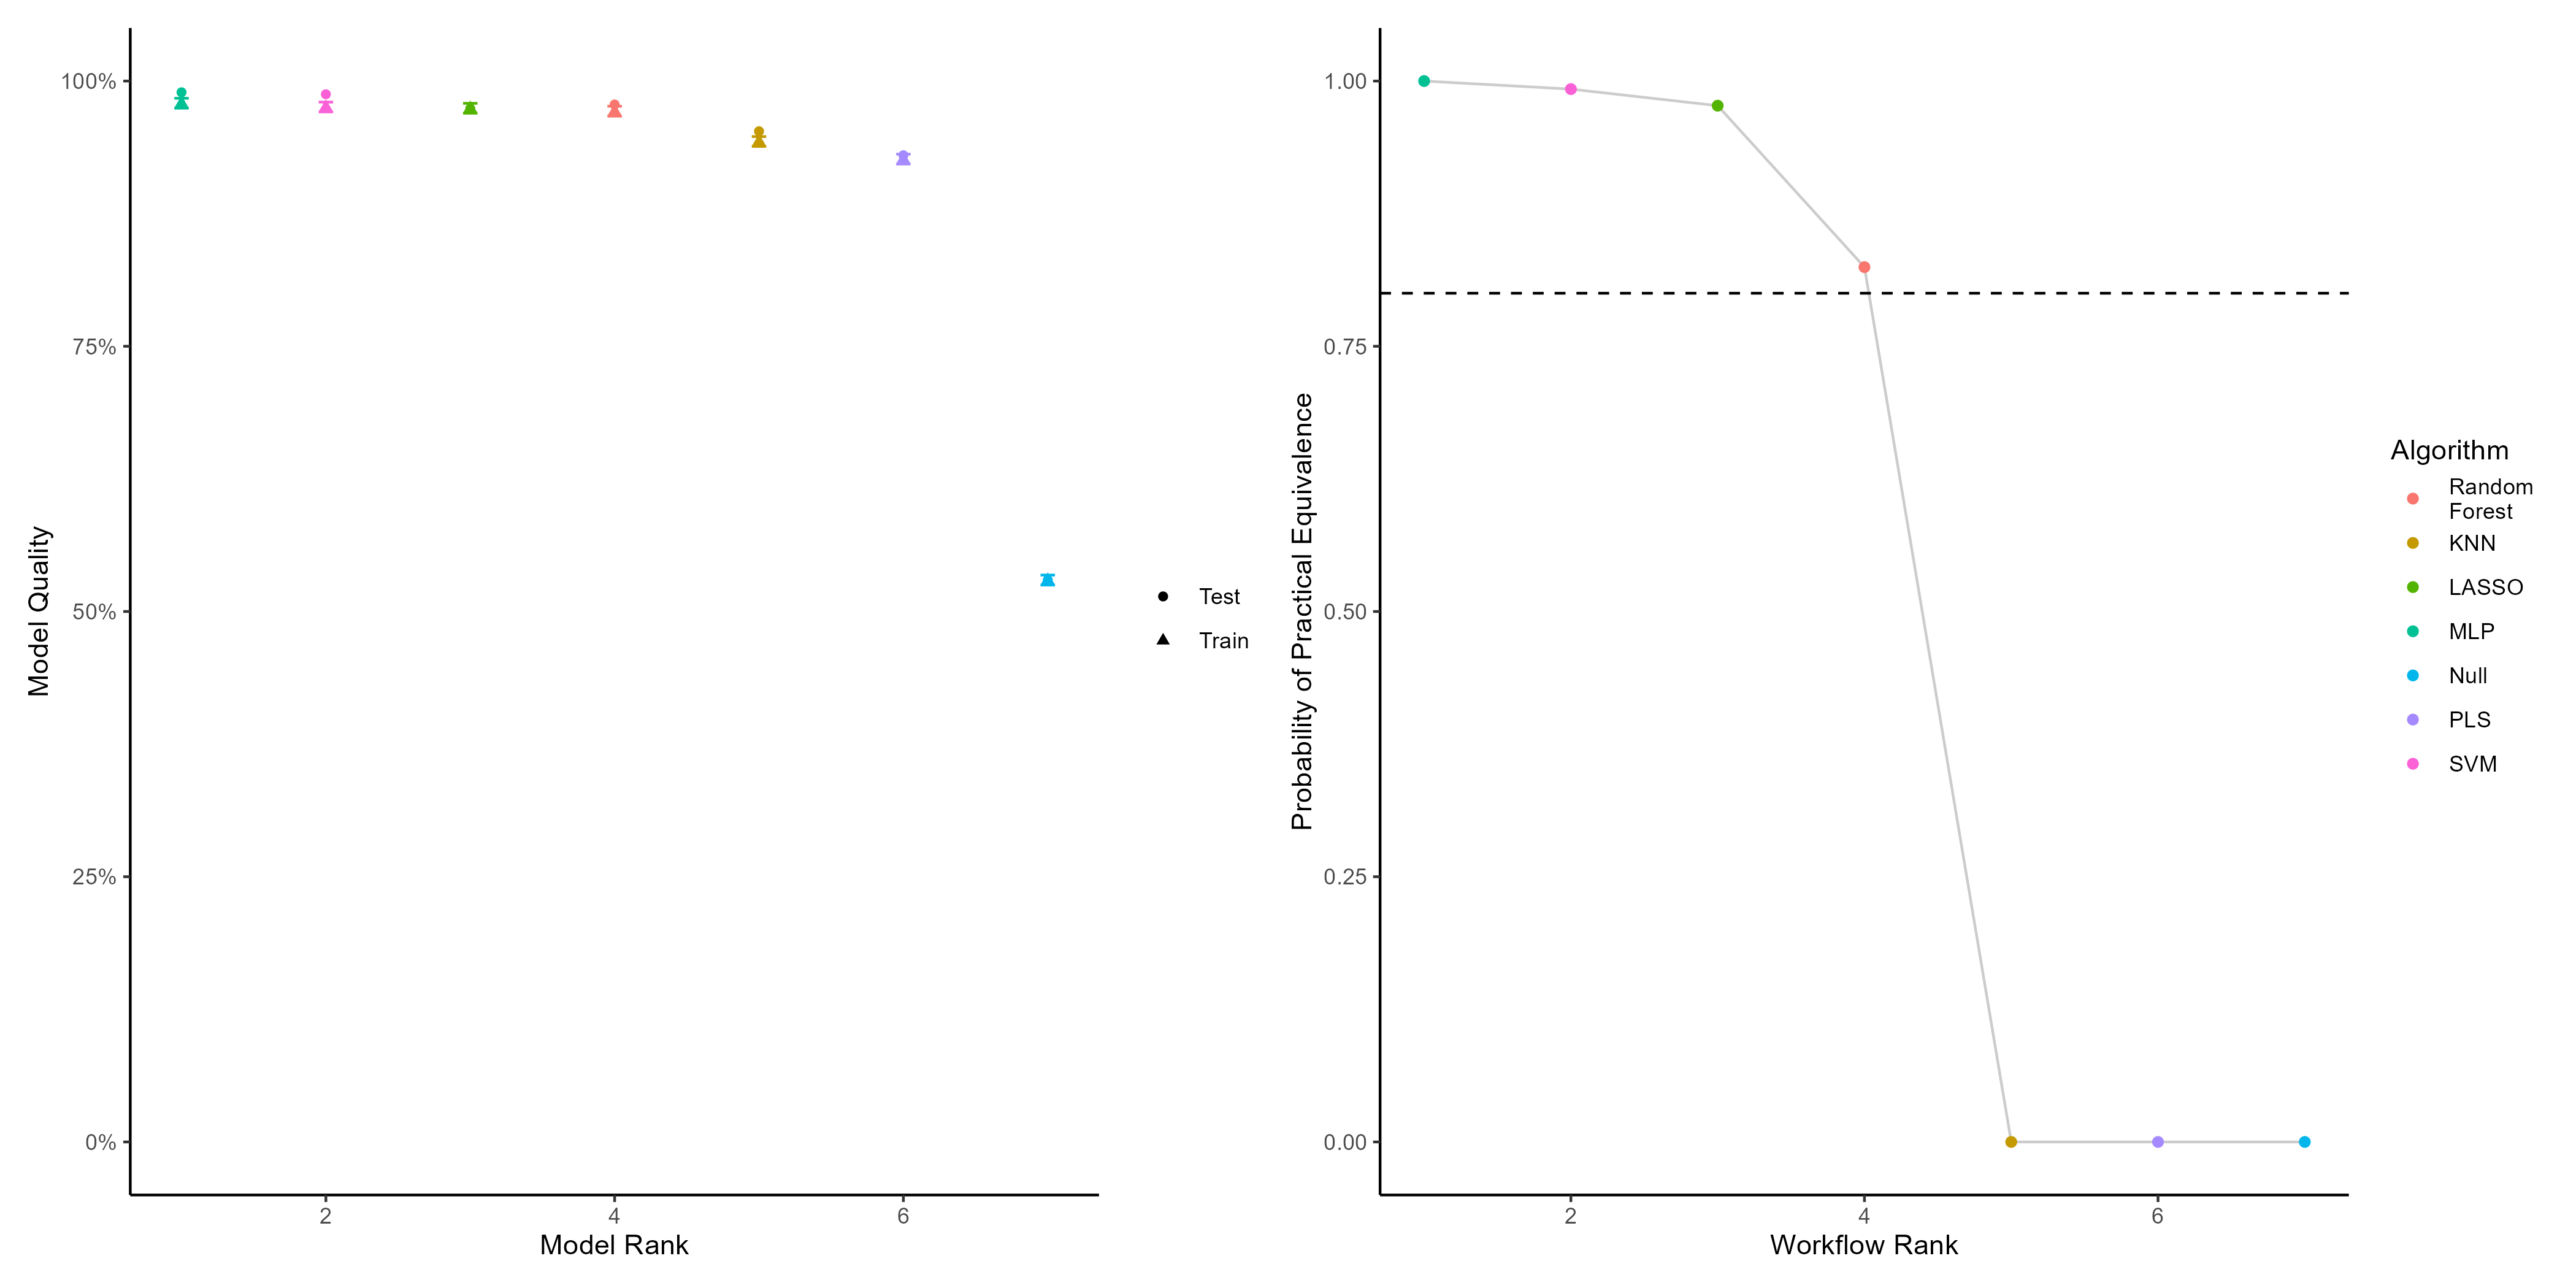 100%
75%
50%
25%
0%
Model Quality
2
4
6
Model Rank
Test
Train
1.00
0.75
0.50
0.25
0.00
Probability of Practical Equivalence
2
4
6
Workflow Rank
Algorithm
Random
Forest
KNN
LASSO
MLP
Null
PLS
SVM